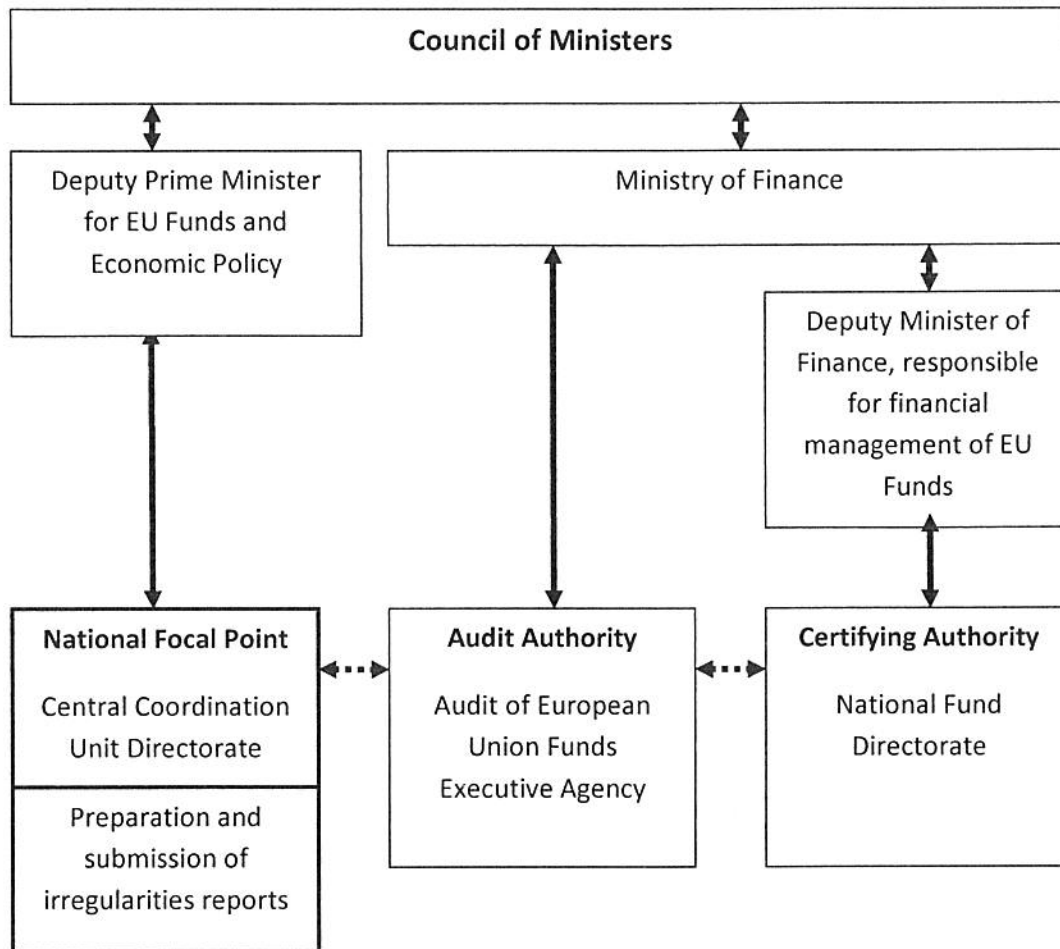 Council of Ministers
Deputy Prime Minister
for EU Funds and
Economic Policy
Ministry of Finance
Deputy Minister of
Finance, responsible
for financial
management of EU
Funds
National Focal Point
Central Coordination
Unit Directorate
Preparation and
submission of
irregularities reports
Audit Authority
Audit of European
Union Funds
Executive Agency
Certifying Authority
National Fund
Directorate